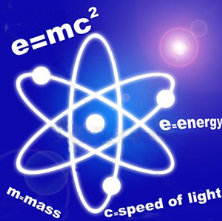 e=mc²
e=energy
m=mass
c=speed of light